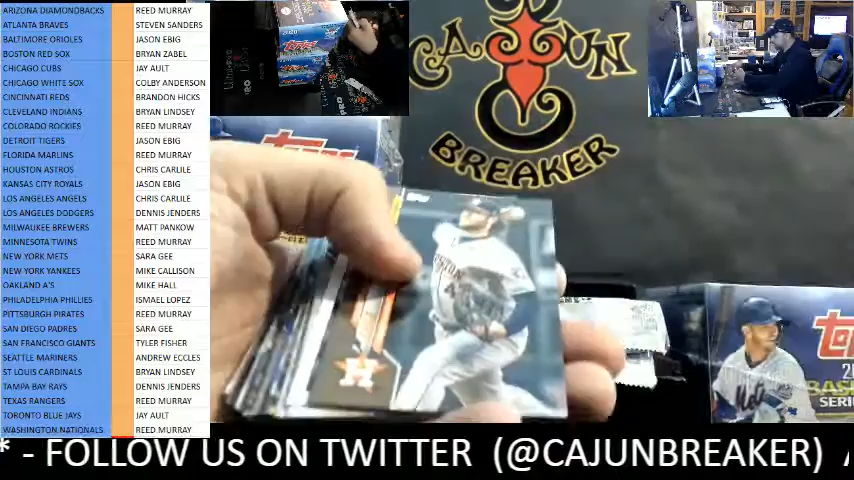 ARIZONA DIAMONDBACKS REED MURRAY
ATLANTA BRAVES STEVEN SANDERS
BALTIMORE ORIOLES JASON EBIG
BOSTON RED SOX BRYAN ZABEL
CHICAGO CUBS JAY AULT
CHICAGO WHITE SOX COLBY ANDERSON
CINCINNATI REDS BRANDON HICKS
CLEVELAND INDIANS BRYAN LINDSEY
COLORADO ROCKIES REED MURRAY
DETROIT TIGERS JASON EBIG
FLORIDA MARLINS REED MURRAY
HOUSTON ASTROS CHRIS CARLILE
KANSAS CITY ROYALS JASON EBIG
LOS ANGELES ANGELS CHRIS CARLILE
LOS ANGELES DODGERS DENNIS JENDERS
MILWAUKEE BREWERS MATT PANKOW
MINNESOTA TWINS REED MURRAY
NEW YORK METS SARA GEE
NEW YORK YANKEES MIKE CALLISON
OAKLAND A'S MIKE HALL
PHILADELPHIA PHILLIES ISMAEL LOPEZ
PITTSBURGH PIRATES REED MURRAY
SAN DIEGO PADRES SARA GEE
SAN FRANCISCO GIANTS TYLER FISHER
SEATTLE MARINERS ANDREW ECCLES
ST LOUIS CARDINALS BRYAN LINDSEY
TAMPA BAY RAYS DENNIS JENDERS
TEXAS RANGERS REED MURRAY
TORONTO BLUE JAYS JAY AULT
WASHINGTON NATIONALS REED MURRAY
CAJUN
BREAKER
topps
topps
H
Mets
* - FOLLOW US ON TWITTER (@CAJUNBREAKER)